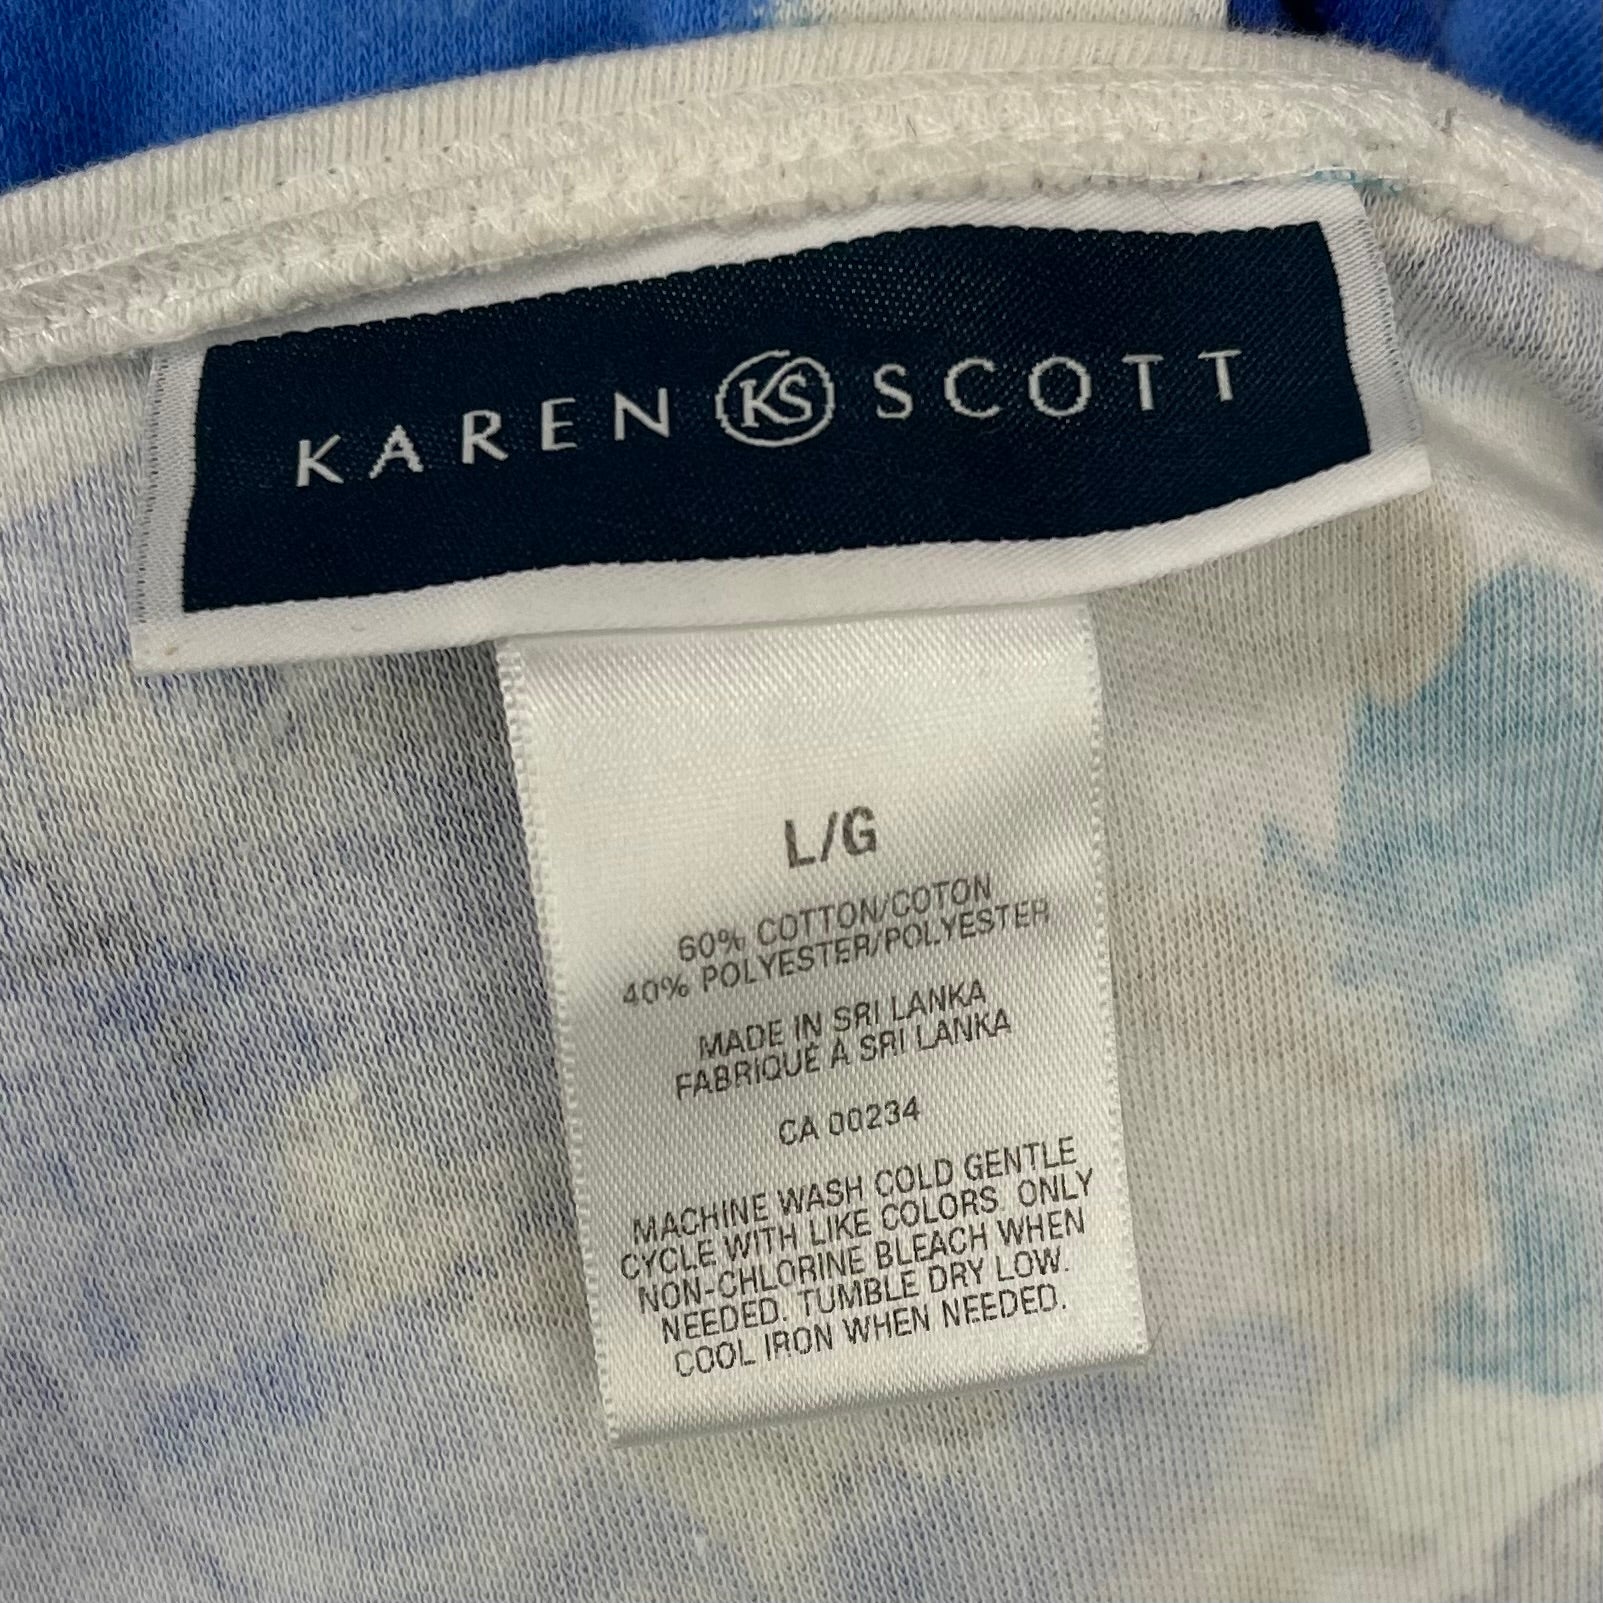 KAREN KS SCOTT
L/G
60% COTTON/COTON
40% POLYESTER/POLYESTER
MADE IN SRI LANKA
FABRIQUÉ À SRI LANKA
CA 00234
MACHINE WASH COLD GENTLE
CYCLE WITH LIKE COLORS ONLY
NON-CHLORINE BLEACH WHEN
NEEDED. TUMBLE DRY LOW.
COOL IRON WHEN NEEDED.